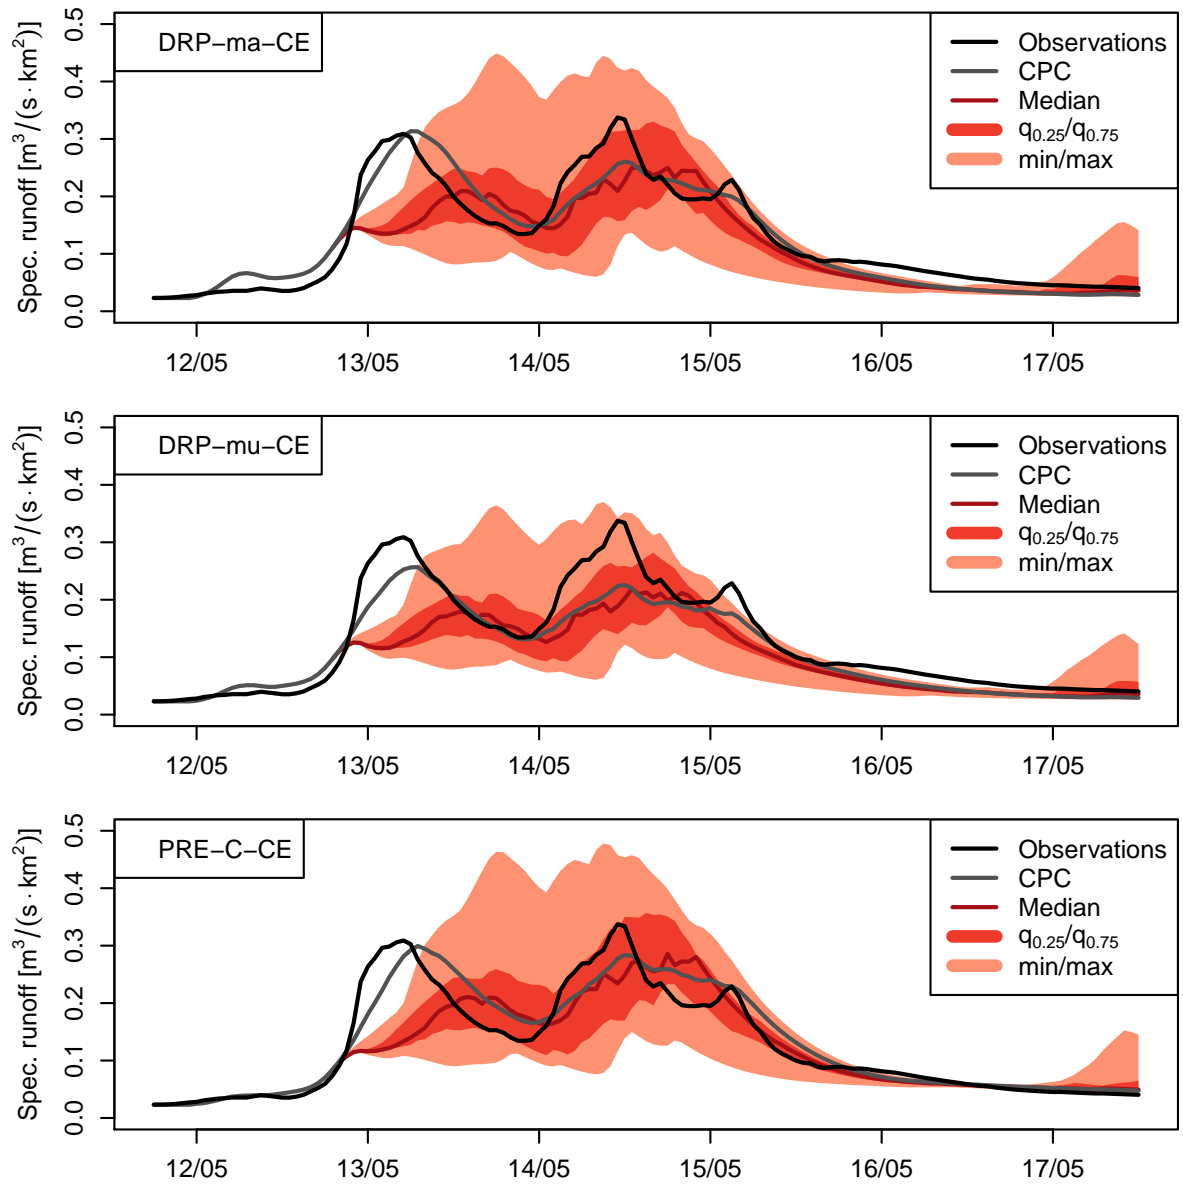 DRP−ma−CE
Observations
CPC
Median
q0.25/q0.75
min/max
Spec. runoff [m3/(s·km2)]
0.0 0.1 0.2 0.3 0.4 0.5
12/05 13/05 14/05 15/05 16/05 17/05
DRP−mu−CE
Observations
CPC
Median
q0.25/q0.75
min/max
Spec. runoff [m3/(s·km2)]
0.0 0.1 0.2 0.3 0.4 0.5
12/05 13/05 14/05 15/05 16/05 17/05
PRE−C−CE
Observations
CPC
Median
q0.25/q0.75
min/max
Spec. runoff [m3/(s·km2)]
0.0 0.1 0.2 0.3 0.4 0.5
12/05 13/05 14/05 15/05 16/05 17/05